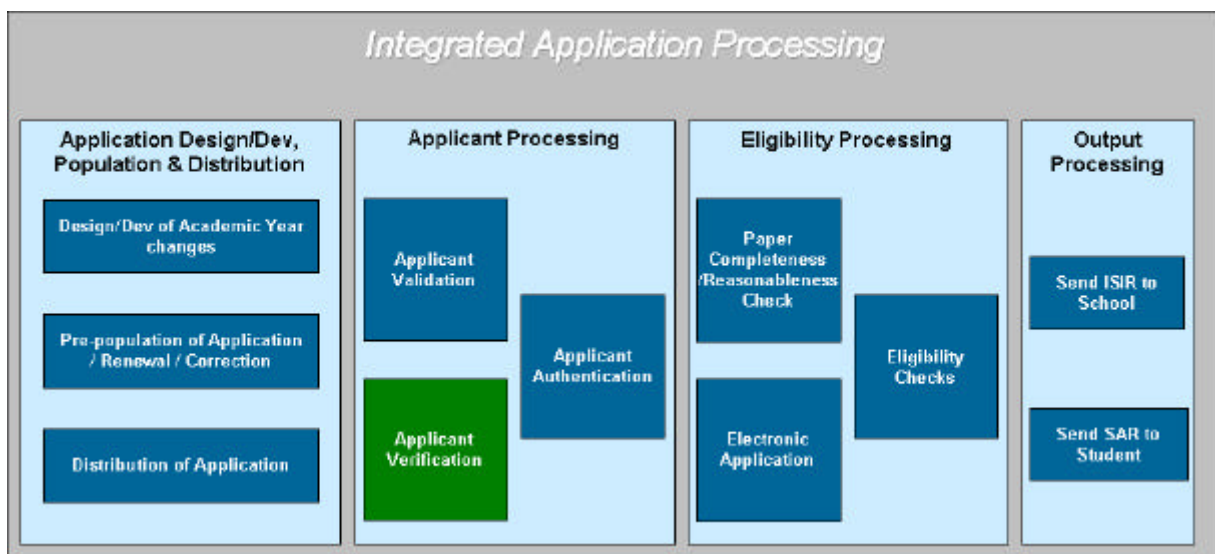 Integrated Application Processing
Application Design/Dev,
Population & Distribution
Design/Dev of Academic Year
changes
Pre-population of Application
/ Renewal / Correction
Distribution of Application
Applicant Processing
Applicant
Validation
Applicant
Authentication
Applicant
Verification
Eligibility Processing
Paper
Completeness
/Reasonableness
Check
Eligibility
Checks
Electronic
Application
Output
Processing
Send ISIR to
School
Send SAR to
Student